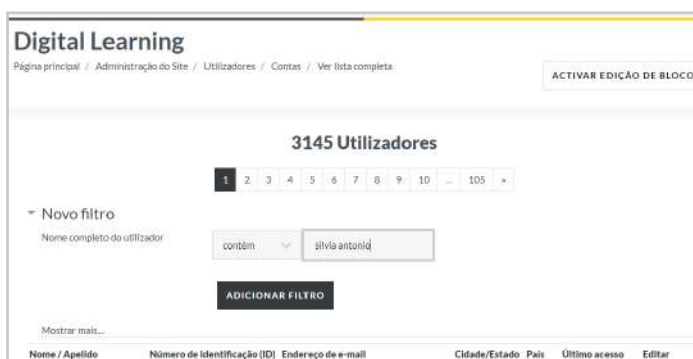 Digital Learning
Página principal / Administração do Site / Utilizadores / Contas / Ver lista completa
ACTIVAR EDIÇÃO DE BLOCO
3145 Utilizadores
1 2 3 4 5 6 7 8 9 10 ... 105 »
Novo filtro
Nome completo do utilizador
contém
silvia antonio
ADICIONAR FILTRO
Mostrar mais...
Nome / Apelido Número de identificação (ID) Endereço de e-mail Cidade/Estado País Último acesso Editar